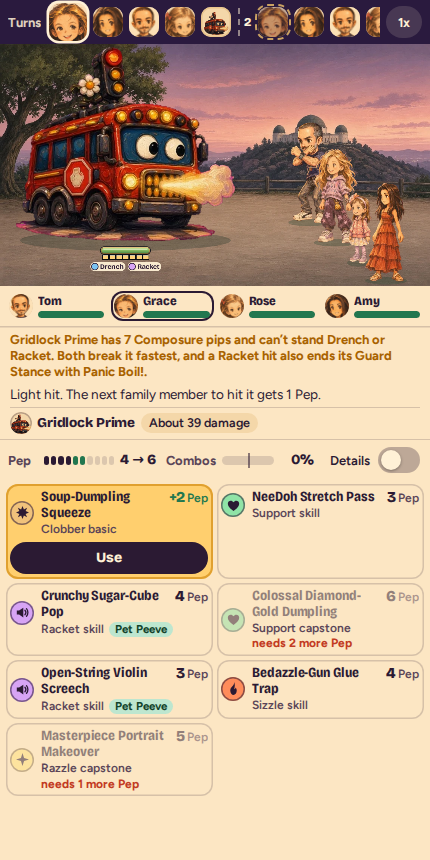 Turns
2
1x
Drench Racket
Tom
Grace
Rose
Amy
Gridlock Prime has 7 Composure pips and can't stand Drench or
Racket. Both break it fastest, and a Racket hit also ends its Guard
Stance with Panic Boil!.
Light hit. The next family member to hit it gets 1 Pep.
Gridlock Prime About 39 damage
Pep 4 → 6 Combos 0% Details
Soup-Dumpling
Squeeze
+2 Pep
Clobber basic
Use
NeeDoh Stretch Pass 3 Pep
Support skill
Crunchy Sugar-Cube
Pop
4 Pep
Racket skill Pet Peeve
Colossal Diamond-
Gold Dumpling
6 Pep
Support capstone
needs 2 more Pep
Open-String Violin
Screech
3 Pep
Racket skill Pet Peeve
Bedazzle-Gun Glue
Trap
4 Pep
Sizzle skill
Masterpiece Portrait
Makeover
5 Pep
Razzle capstone
needs 1 more Pep